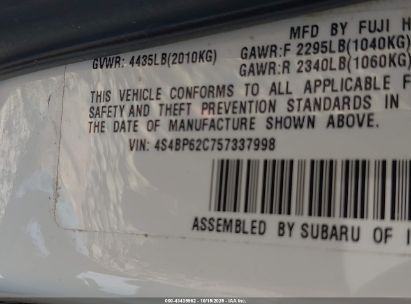 MFD BY FUJI H
GVWR: 4435LB(2010KG)
GAWR:F 2295LB(1040KG)
GAWR:R 2340LB(1060KG)
THIS VEHICLE CONFORMS TO ALL APPLICABLE F
SAFETY AND THEFT PREVENTION STANDARDS IN
THE DATE OF MANUFACTURE SHOWN ABOVE.
VIN: 4S4BP62C757337998
ASSEMBLED BY SUBARU OF I